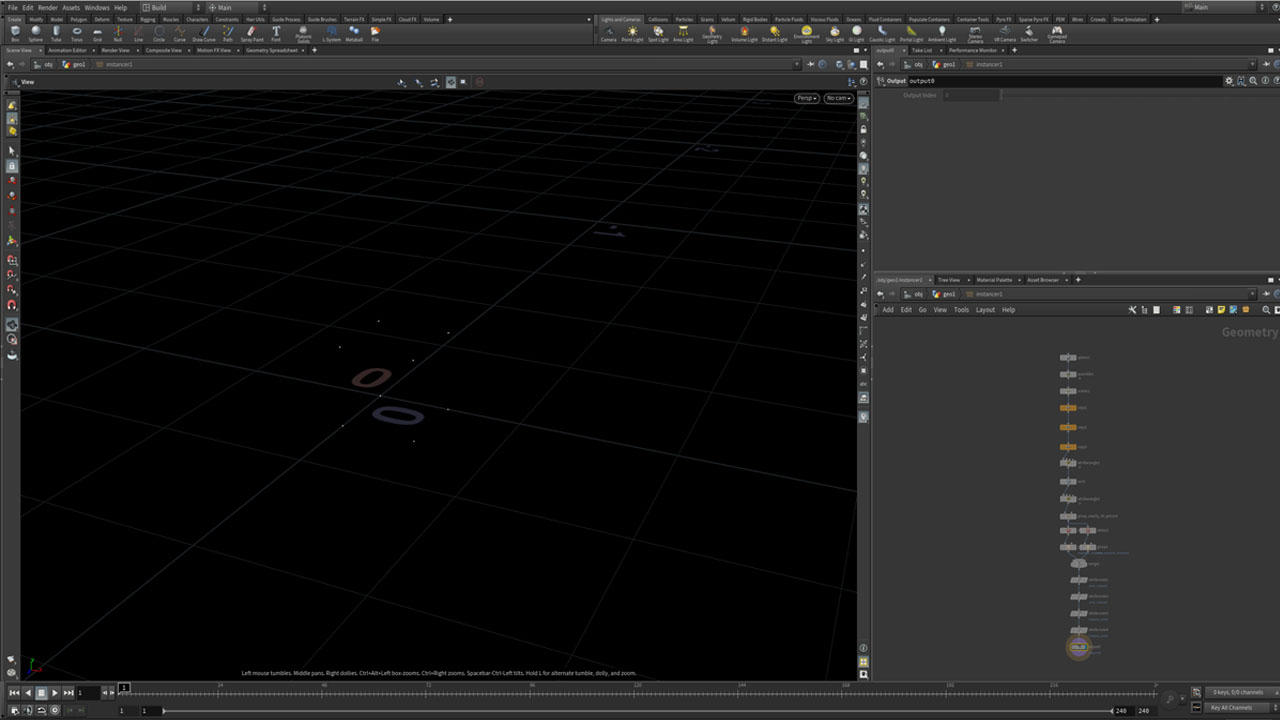 File Edit Render Assets Windows Help Build Main Main
Create Modify Model Polygon Deform Texture Rigging Muscles Characters Constraints Hair Utils Guide Process Guide Brushes Terrain FX Simple FX Cloud FX Volume
Lights and Cameras Collisions Particles Grains Vellum Rigid Bodies Particle Fluids Viscous Fluids Oceans Fluid Containers Populate Containers Container Tools Pyro FX Sparse Pyro FX FEM Wires Crowds Drive Simulation
Box Sphere Tube Torus Grid Null Line Circle Curve Draw Curve Path Spray Paint Font Platonic Solids L-System Metaball File
Camera Point Light Spot Light Area Light Geometry Light Volume Light Distant Light Environment Light Sky Light GI Light Caustic Light Portal Light Ambient Light Stereo Camera VR Camera Switcher Gamepad Camera
Scene View Animation Editor Render View Composite View Motion FX View Geometry Spreadsheet
output0 Take List Performance Monitor
obj geo1 instancer1
obj geo1 instancer1
View
Output output0
Persp No cam
Output Index 0
2
1
0
0
/obj/geo1/instancer1 Tree View Material Palette Asset Browser
obj geo1 instancer1
Add Edit Go View Tools Layout Help
Geometry
Left mouse tumbles. Middle pans. Right dollies. Ctrl+Alt+Left box-zooms. Ctrl+Right zooms. Spacebar-Ctrl-Left tilts. Hold L for alternate tumble, dolly, and zoom.
1 1 24 48 72 96 120 144 168 192 216
0 keys, 0/0 channels
1 1 240 240
Key All Channels